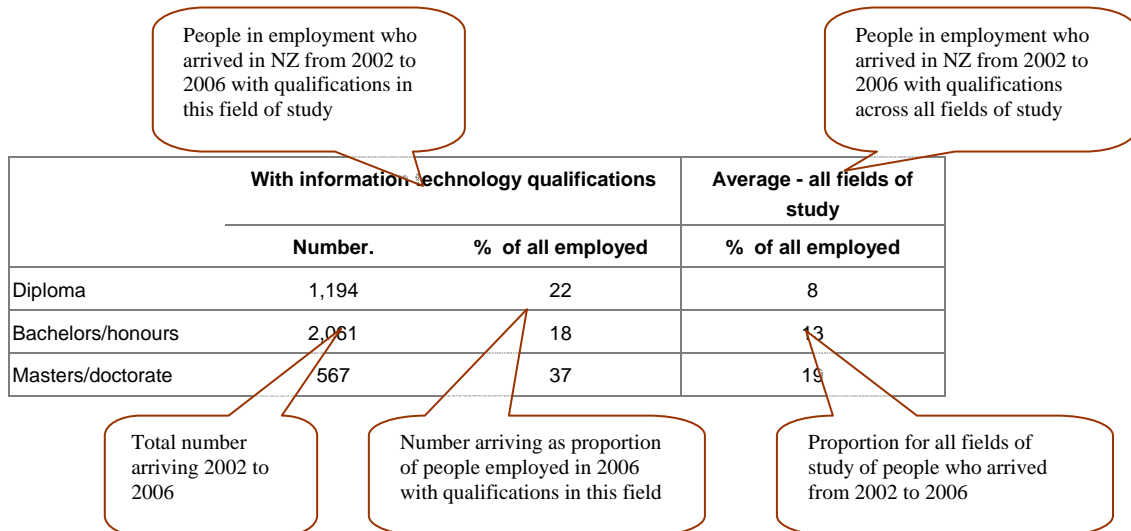 People in employment who
arrived in NZ from 2002 to
2006 with qualifications in
this field of study
People in employment who
arrived in NZ from 2002 to
2006 with qualifications
across all fields of study
With information technology qualifications
Average - all fields of
study
Number.
% of all employed
% of all employed
Diploma 1,194 22 8
Bachelors/honours 2,061 18 13
Masters/doctorate 567 37 19
Total number
arriving 2002 to
2006
Number arriving as proportion
of people employed in 2006
with qualifications in this field
Proportion for all fields of
study of people who arrived
from 2002 to 2006